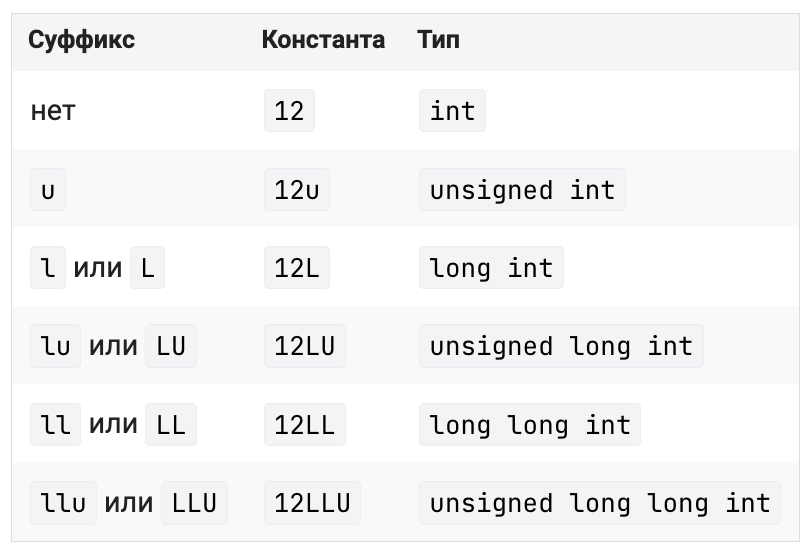 Суффикс Константа Тип
нет 12 int
u 12u unsigned int
l или L 12L long int
lu или LU 12LU unsigned long int
ll или LL 12LL long long int
llu или LLU 12LLU unsigned long long int